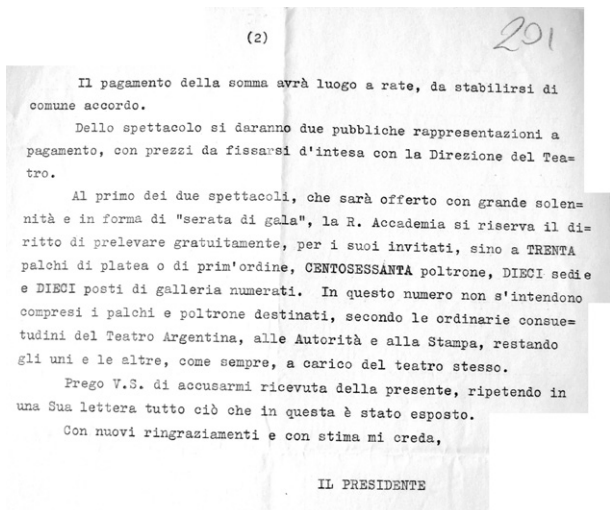 (2)
201
Il pagamento della somma avrà luogo a rate, da stabilirsi di
comune accordo.
Dello spettacolo si daranno due pubbliche rappresentazioni a
pagamento, con prezzi da fissarsi d'intesa con la Direzione del Tea=
tro.
Al primo dei due spettacoli, che sarà offerto con grande solen=
nità e in forma di "serata di gala", la R. Accademia si riserva il di=
ritto di prelevare gratuitamente, per i suoi invitati, sino a TRENTA
palchi di platea o di prim'ordine, CENTOSESSANTA poltrone, DIECI sedie
e DIECI posti di galleria numerati. In questo numero non s'intendono
compresi i palchi e poltrone destinati, secondo le ordinarie consue=
tudini del Teatro Argentina, alle Autorità e alla Stampa, restando
gli uni e le altre, come sempre, a carico del teatro stesso.
Prego V.S. di accusarmi ricevuta della presente, ripetendo in
una Sua lettera tutto ciò che in questa è stato esposto.
Con nuovi ringraziamenti e con stima mi creda,
IL PRESIDENTE